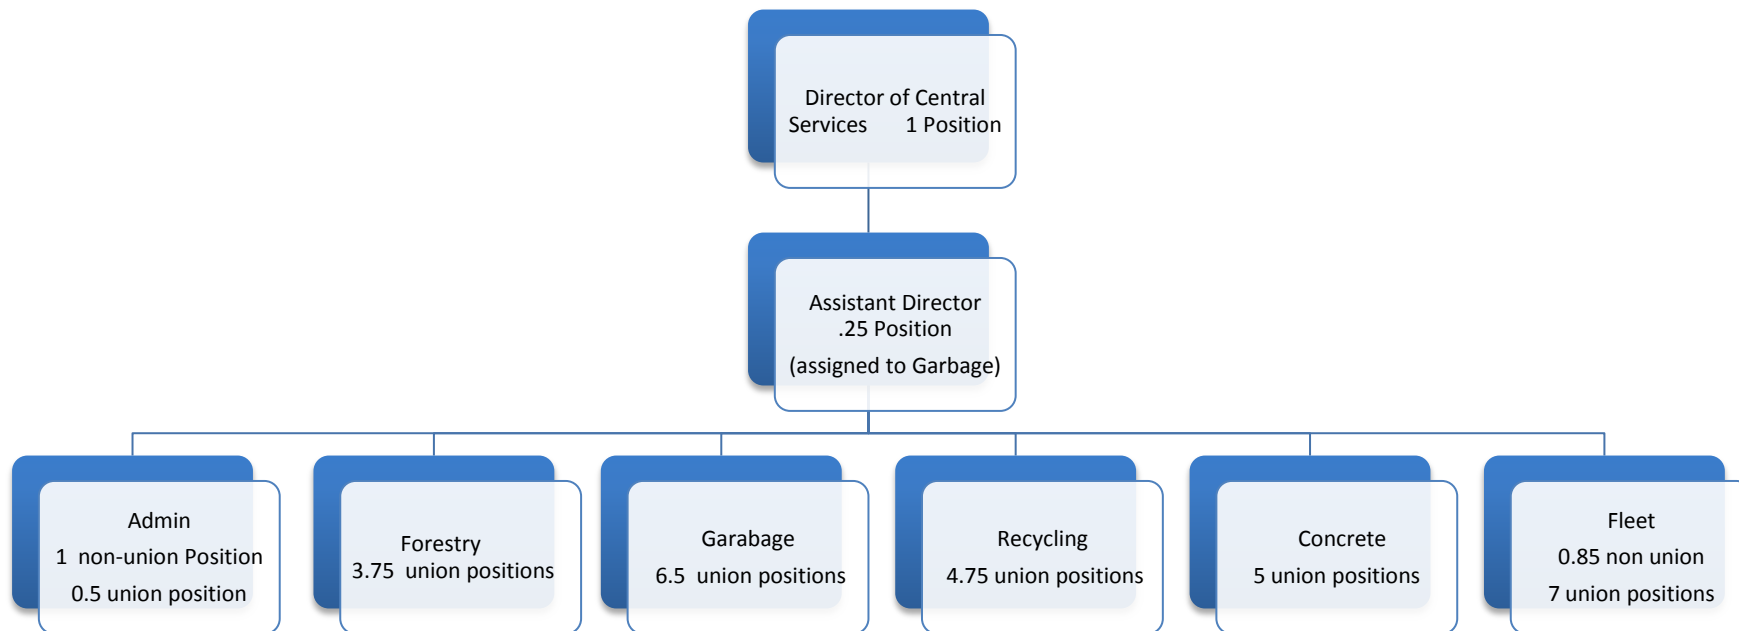 Director of Central
Services 1 Position
Assistant Director
.25 Position
(assigned to Garbage)
Admin
1 non-union Position
0.5 union position
Forestry
3.75 union positions
Garabage
6.5 union positions
Recycling
4.75 union positions
Concrete
5 union positions
Fleet
0.85 non union
7 union positions